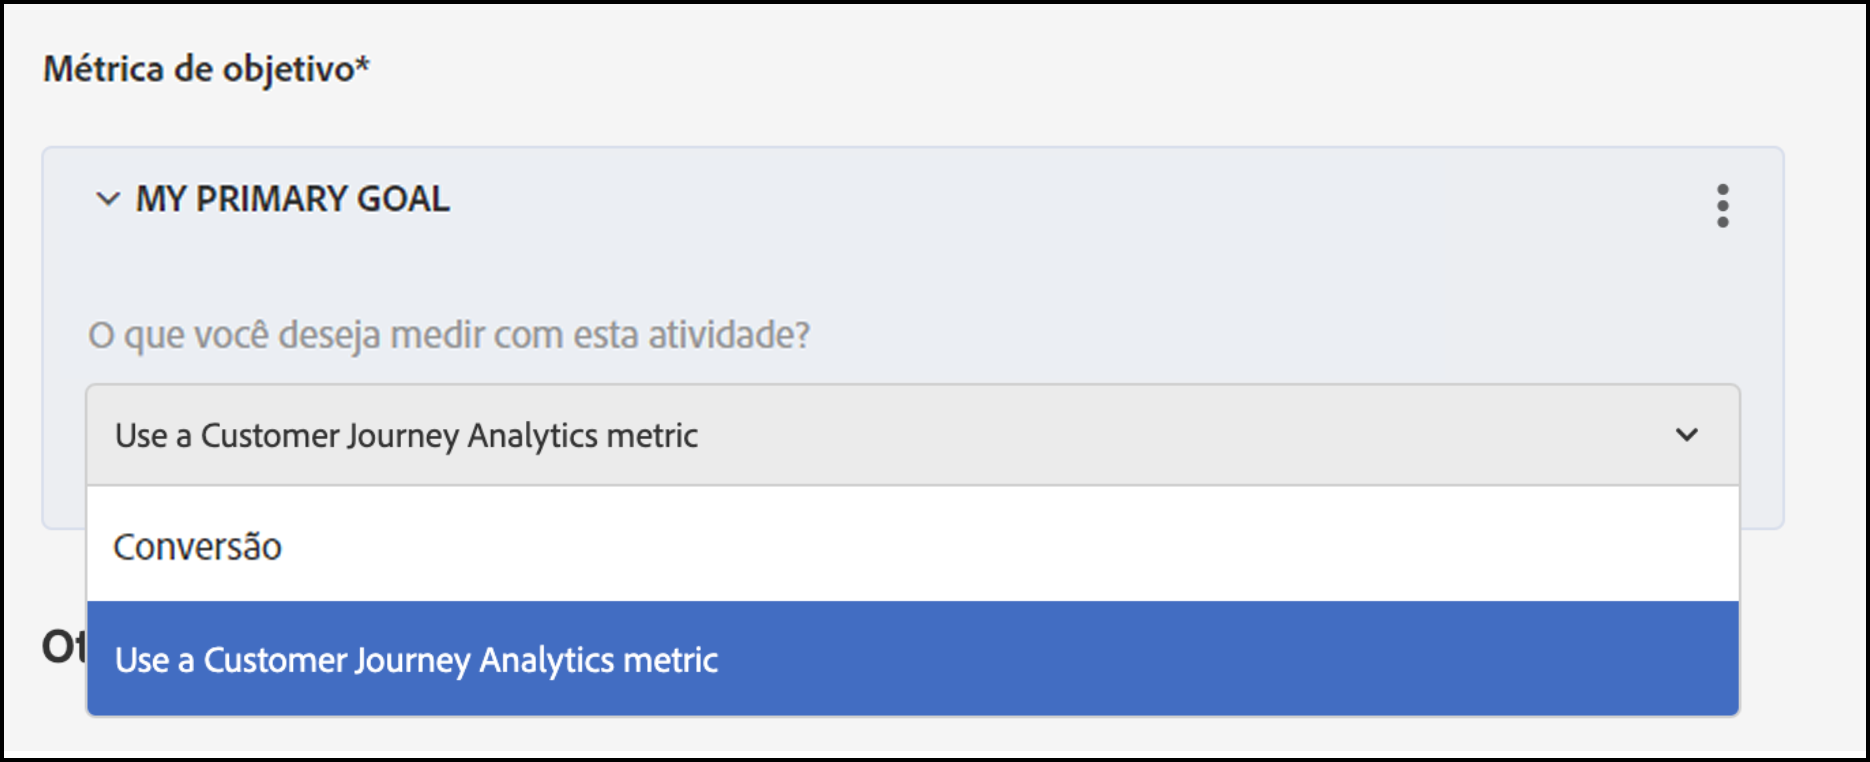 Métrica de objetivo*
MY PRIMARY GOAL
O que você deseja medir com esta atividade?
Use a Customer Journey Analytics metric
Conversão
Use a Customer Journey Analytics metric